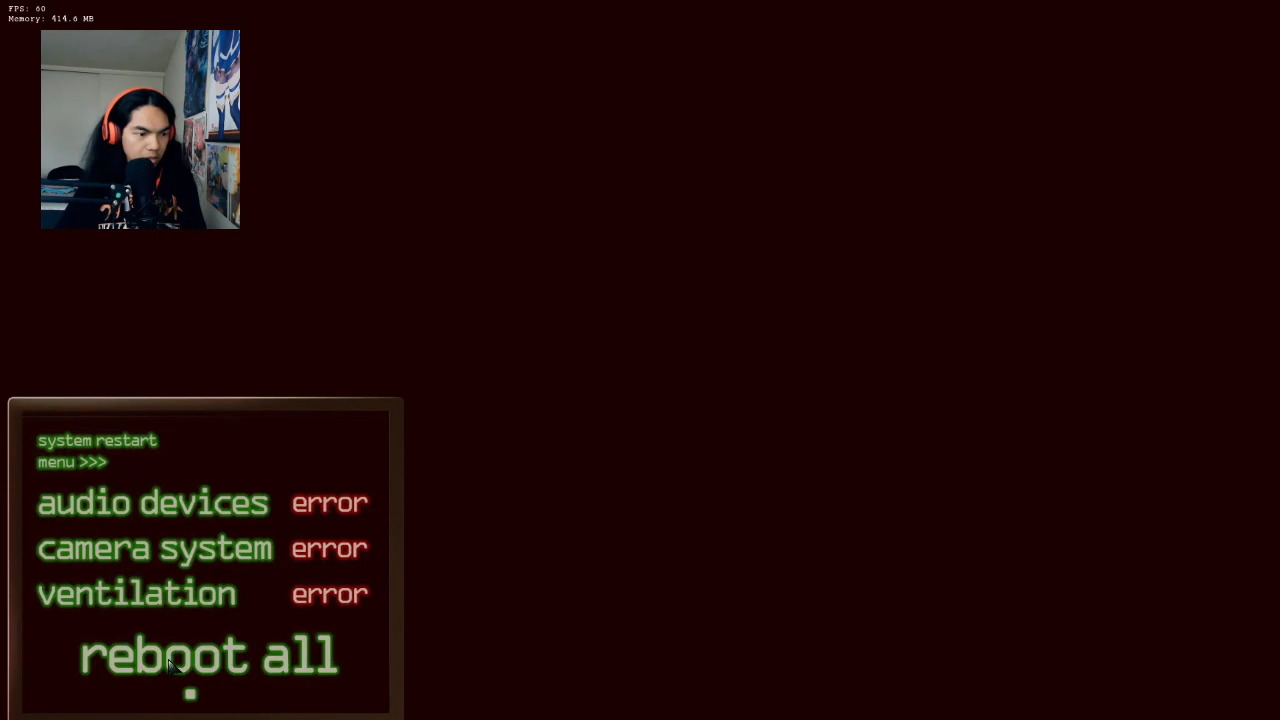 FPS: 60
Memory: 414.6 MB
system restart
menu >>>
audio devices error
camera system error
ventilation error
reboot all